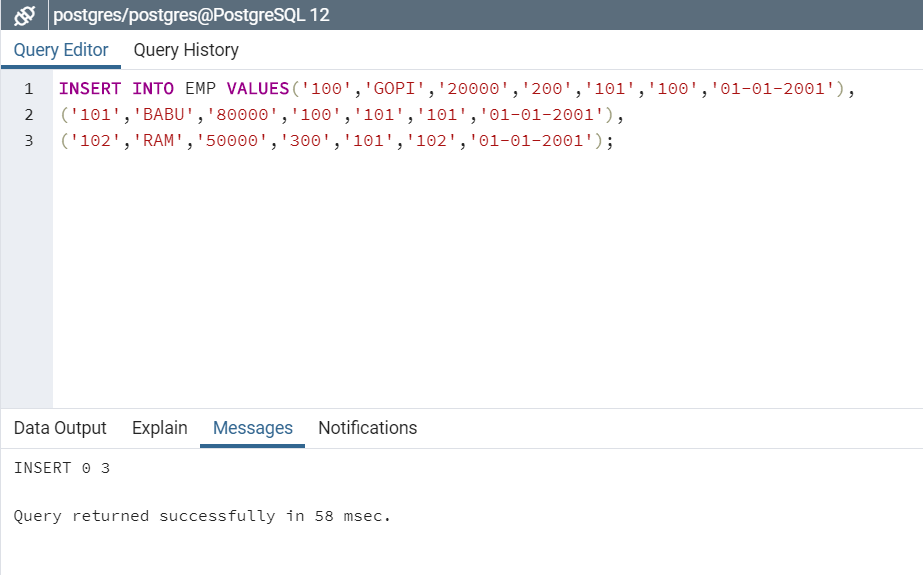 postgres/postgres@PostgreSQL 12
Query Editor Query History
1 INSERT INTO EMP VALUES('100','GOPI','20000','200','101','100','01-01-2001'),
2 ('101','BABU','80000','100','101','101','01-01-2001'),
3 ('102','RAM','50000','300','101','102','01-01-2001');
Data Output Explain Messages Notifications
INSERT 0 3
Query returned successfully in 58 msec.